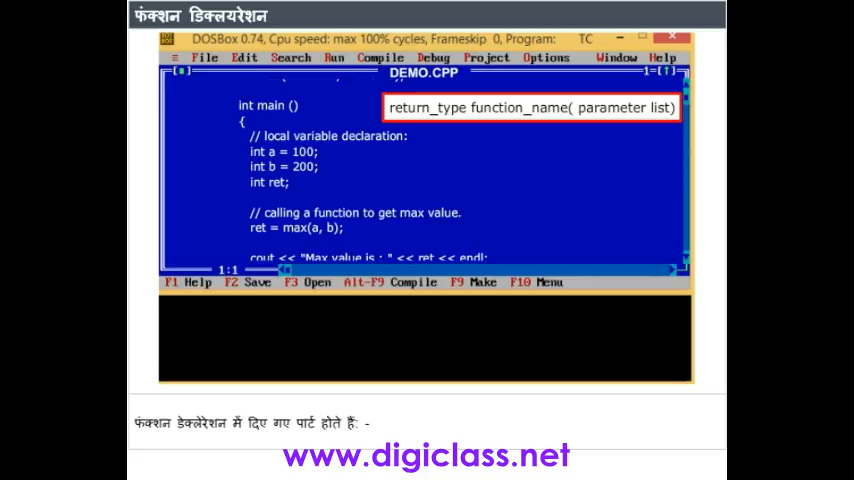 फंक्शन डिक्लयरेशन
DOSBox 0.74, Cpu speed: max 100% cycles, Frameskip 0, Program: TC
≡ File Edit Search Run Compile Debug Project Options Window Help
DEMO.CPP 1=[↑]
int main ()
return_type function_name( parameter list)
{
// local variable declaration:
int a = 100;
int b = 200;
int ret;
// calling a function to get max value.
ret = max(a, b);
cout << "Max value is : " << ret << endl;
1:1
F1 Help F2 Save F3 Open Alt-F9 Compile F9 Make F10 Menu
फंक्शन डेक्लेरेशन में दिए गए पार्ट होते हैं: -
www.digiclass.net